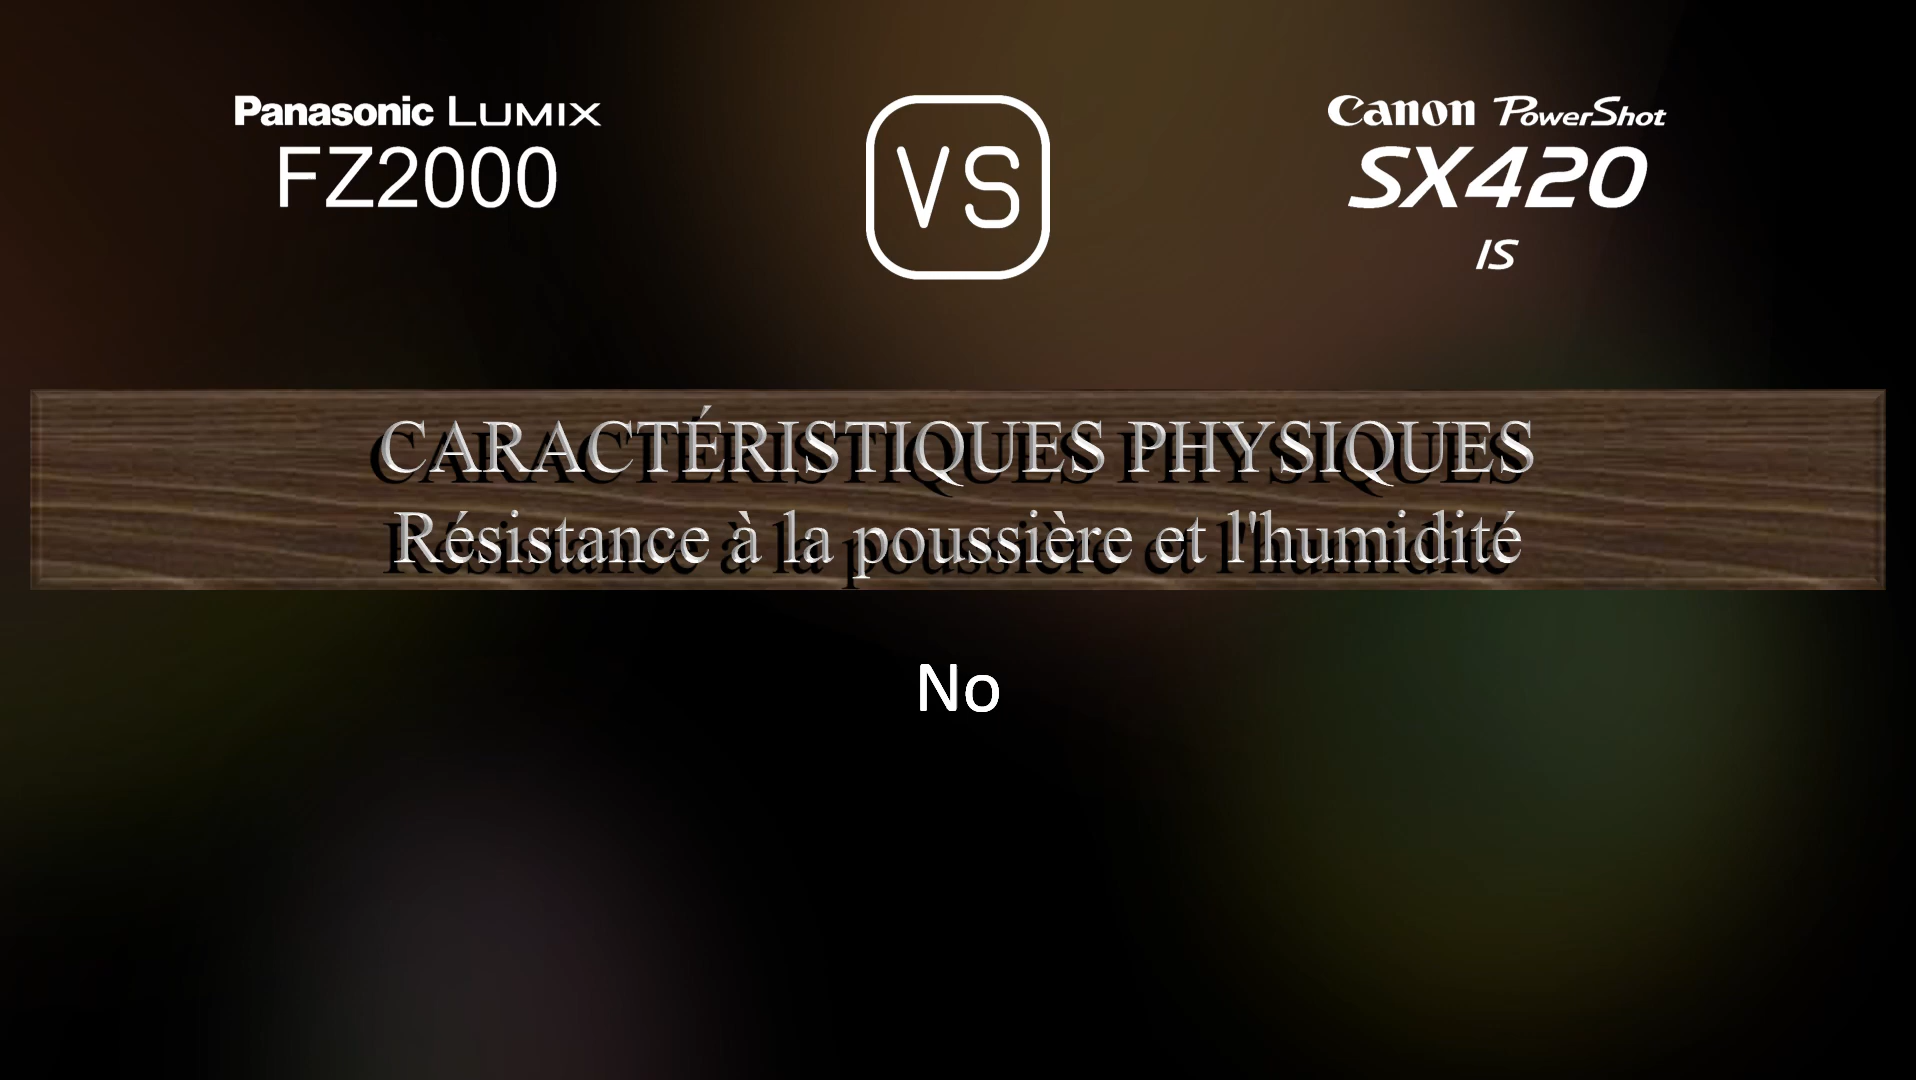 Panasonic LUMIX
FZ2000
VS
Canon PowerShot
SX420
IS
CARACTÉRISTIQUES PHYSIQUES
Résistance à la poussière et l'humidité
No